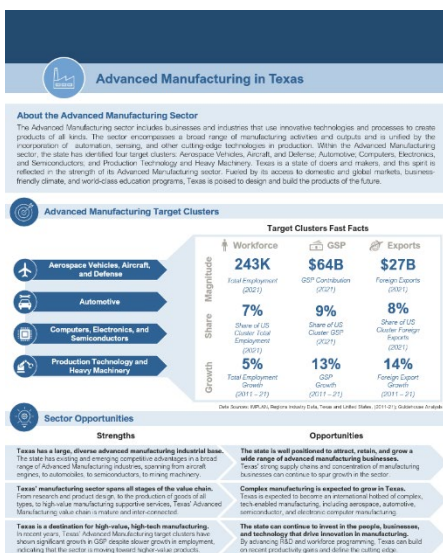 Advanced Manufacturing in Texas
About the Advanced Manufacturing Sector
The Advanced Manufacturing sector includes businesses and industries that use innovative technologies and processes to create
products of all kinds. The sector encompasses a broad range of manufacturing activities and outputs and is unified by the
incorporation of automation, sensing, and other cutting-edge technologies in production. Within the Advanced Manufacturing
sector, the state has identified four target clusters: Aerospace Vehicles, Aircraft, and Defense; Automotive; Computers, Electronics,
and Semiconductors; and Production Technology and Heavy Machinery. Texas is a state of doers and makers, and this spirit is
reflected in the strength of its Advanced Manufacturing sector. Fueled by its access to domestic and global markets, business-
friendly climate, and world-class education programs, Texas is poised to design and build the products of the future.
Advanced Manufacturing Target Clusters
Aerospace Vehicles, Aircraft,
and Defense
Automotive
Computers, Electronics, and
Semiconductors
Production Technology and
Heavy Machinery
Target Clusters Fast Facts
Workforce GSP Exports
Magnitude
243K $64B $27B
Total Employment GSP Contribution Foreign Exports
(2021) (2021) (2021)
Share
7% 9% 8%
Share of US Share of US Share of US
Cluster Total Cluster GSP Cluster Foreign
Employment (2021) Exports
(2021) (2021)
Growth
5% 13% 14%
Total Employment GSP Foreign Export
Growth Growth Growth
(2011 – 21) (2011 – 21) (2011 – 21)
Data Sources: IMPLAN, Regions Industry Data, Texas and United States, (2011-21); Guidehouse Analysis
Sector Opportunities
Strengths
Texas has a large, diverse advanced manufacturing industrial base.
The state has existing and emerging competitive advantages in a broad
range of Advanced Manufacturing industries, spanning from aircraft
engines, to automobiles, to semiconductors, to mining machinery.
Texas' manufacturing sector spans all stages of the value chain.
From research and product design, to the production of goods of all
types, to high-value manufacturing supportive services, Texas' Advanced
Manufacturing value chain is mature and inter-connected.
Texas is a destination for high-value, high-tech manufacturing.
In recent years, Texas' Advanced Manufacturing target clusters have
shown significant growth in GSP despite slower growth in employment,
indicating that the sector is moving toward higher-value products.
Opportunities
The state is well positioned to attract, retain, and grow a
wide range of advanced manufacturing businesses.
Texas' strong supply chains and concentration of manufacturing
businesses can continue to spur growth in the sector.
Complex manufacturing is expected to grow in Texas.
Texas is expected to become an international hotbed of complex,
tech-enabled manufacturing, including aerospace, automotive,
semiconductor, and electronic computer manufacturing.
The state can continue to invest in the people, businesses,
and technology that drive innovation in manufacturing.
By advancing R&D and workforce programming, Texas can build
on recent productivity gains and define the cutting edge.